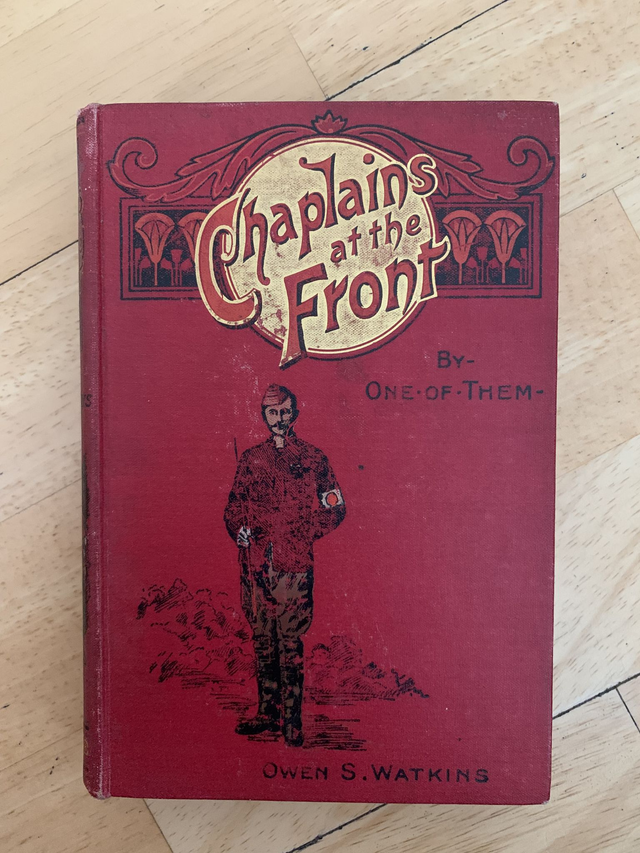 Chaplains
at the
Front
By-
One·of·Them-
Owen S. Watkins